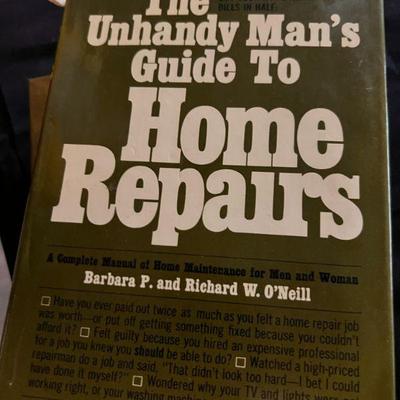 BILLS IN HALF:
The
Unhandy Man's
Guide To
Home
Repairs
A Complete Manual of Home Maintenance for Men and Woman
Barbara P. and Richard W. O'Neill
☐ Have you ever paid out twice as much as you felt a home repair job
was worth—or put off getting something fixed because you couldn't
afford it? ☐ Felt guilty because you hired an expensive professional
for a job you knew you should be able to do? ☐ Watched a high-priced
repairman do a job and said, "That didn't look too hard—I bet I could
have done it myself?" ☐ Wondered why your TV and lights were
working right, or your washing